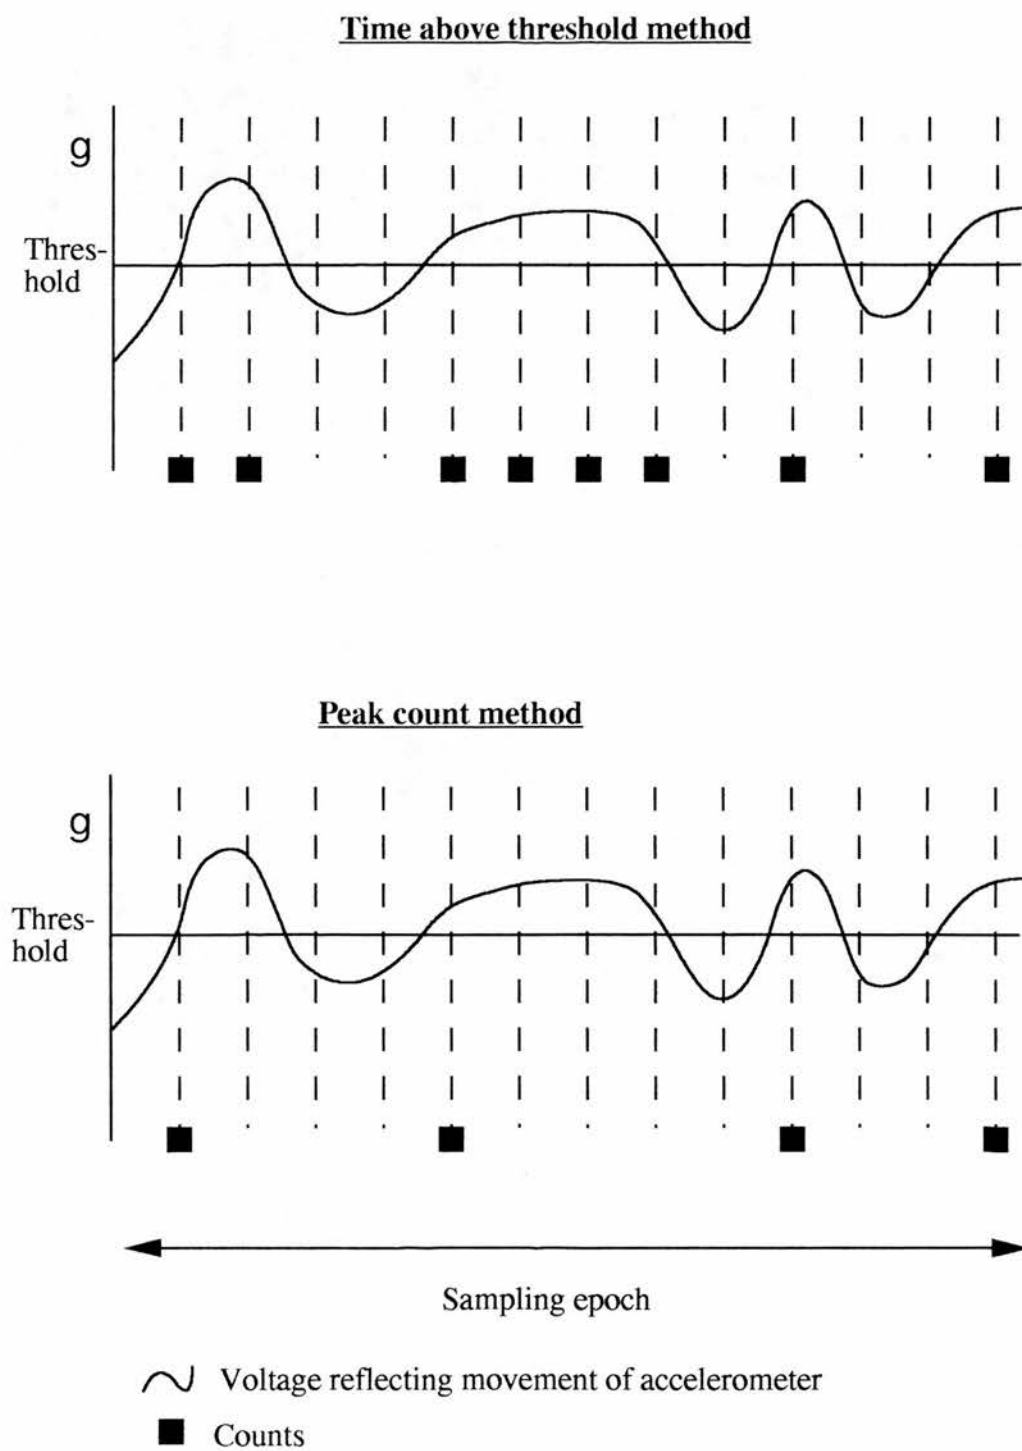 Time above threshold method
g
Thres-
hold
Peak count method
g
Thres-
hold
Sampling epoch
Voltage reflecting movement of accelerometer
Counts